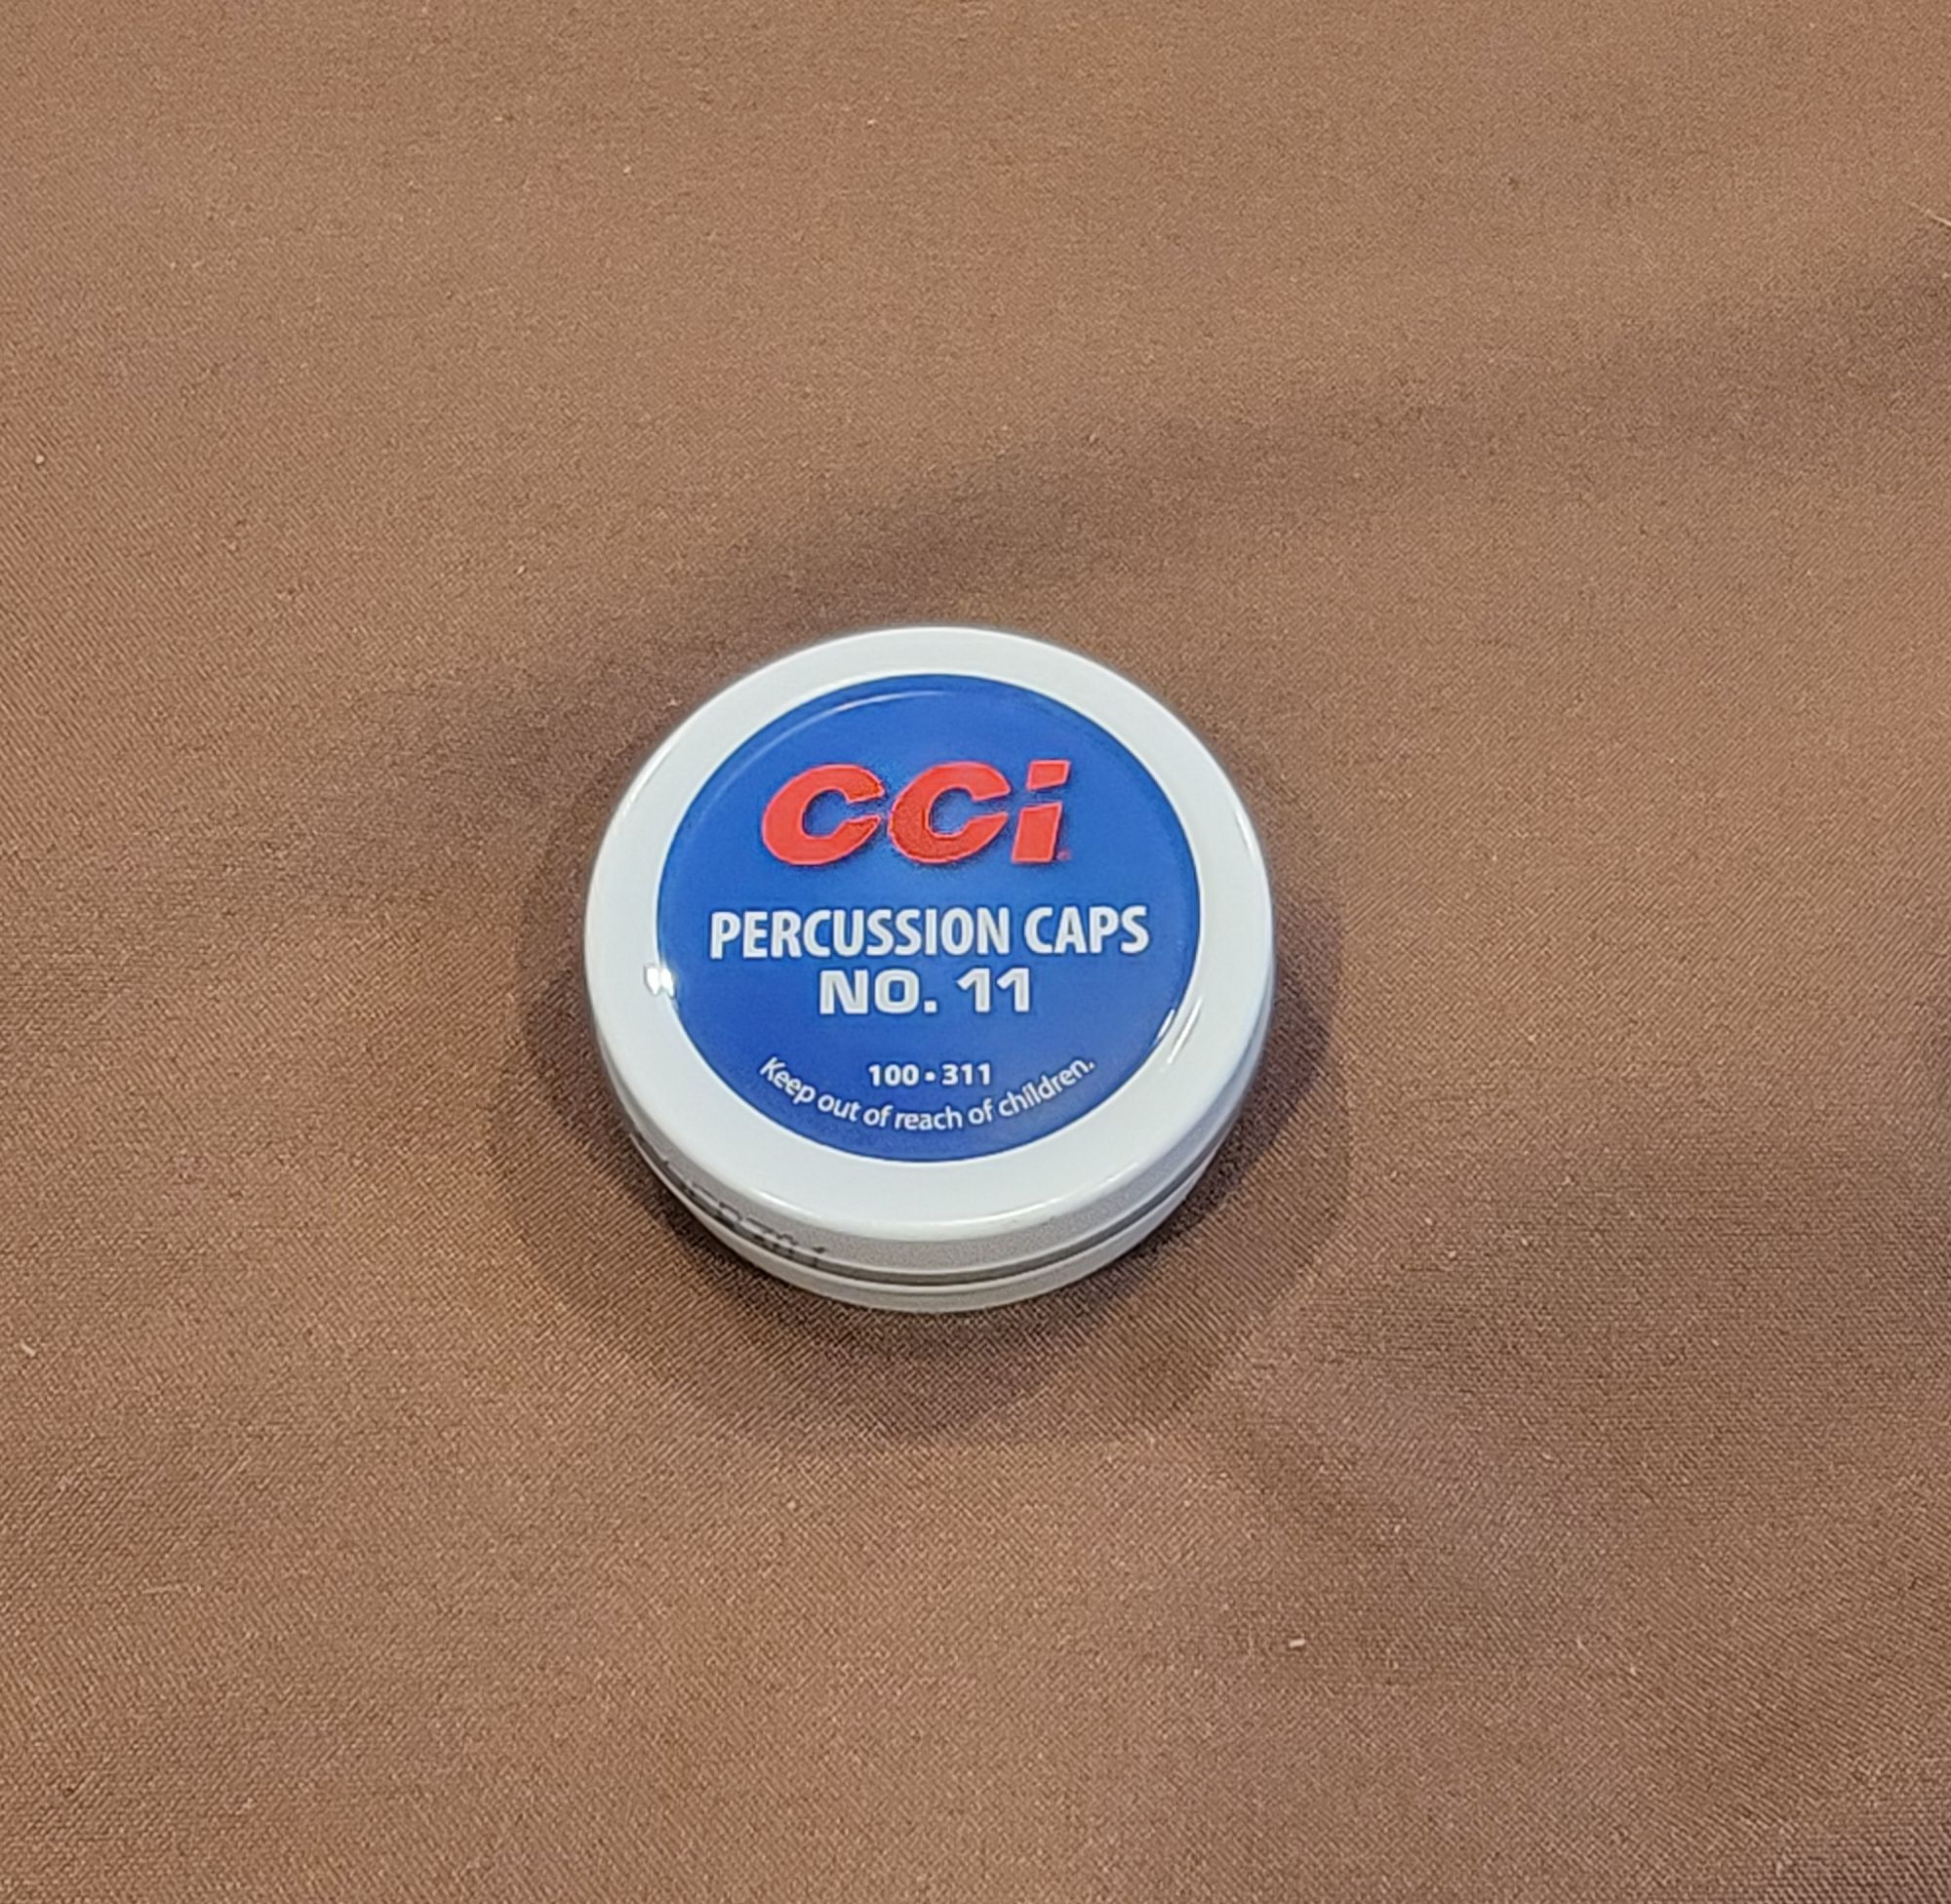 CCi
PERCUSSION CAPS
NO. 11
100 • 311
Keep out of reach of children.